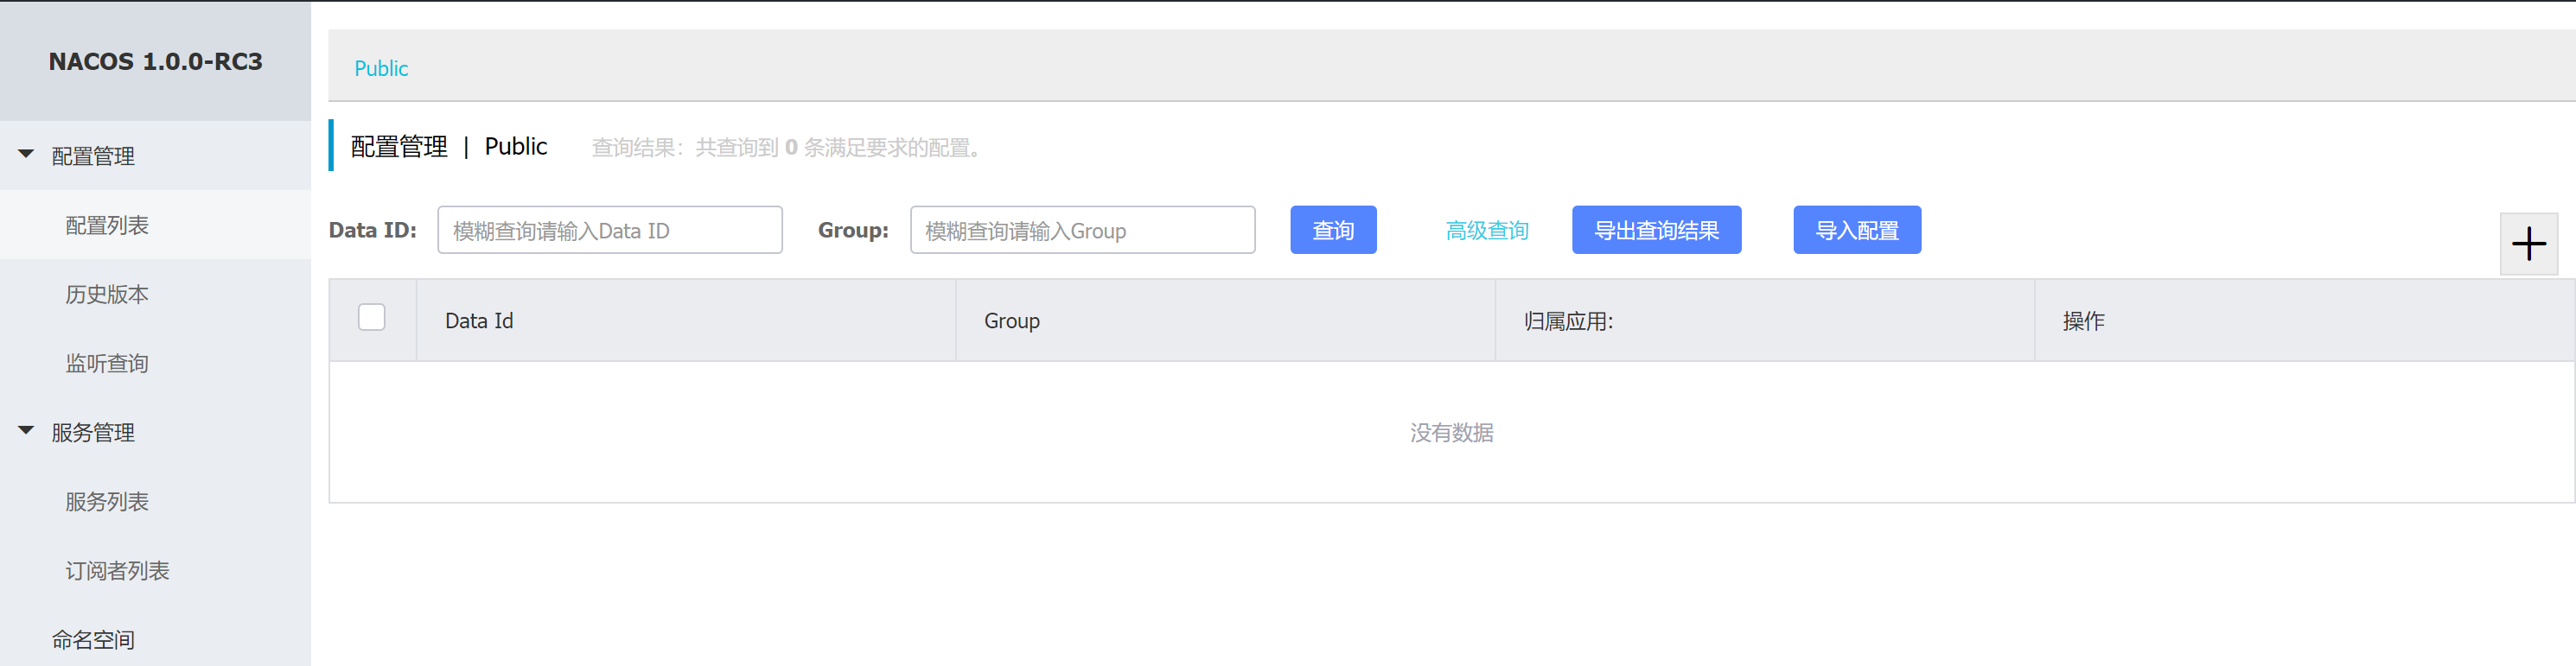 NACOS 1.0.0-RC3
配置管理
配置列表
历史版本
监听查询
服务管理
服务列表
订阅者列表
命名空间
Public
配置管理 | Public 查询结果：共查询到 0 条满足要求的配置。
Data ID: 模糊查询请输入Data ID Group: 模糊查询请输入Group 查询 高级查询 导出查询结果 导入配置
Data Id Group 归属应用: 操作
没有数据